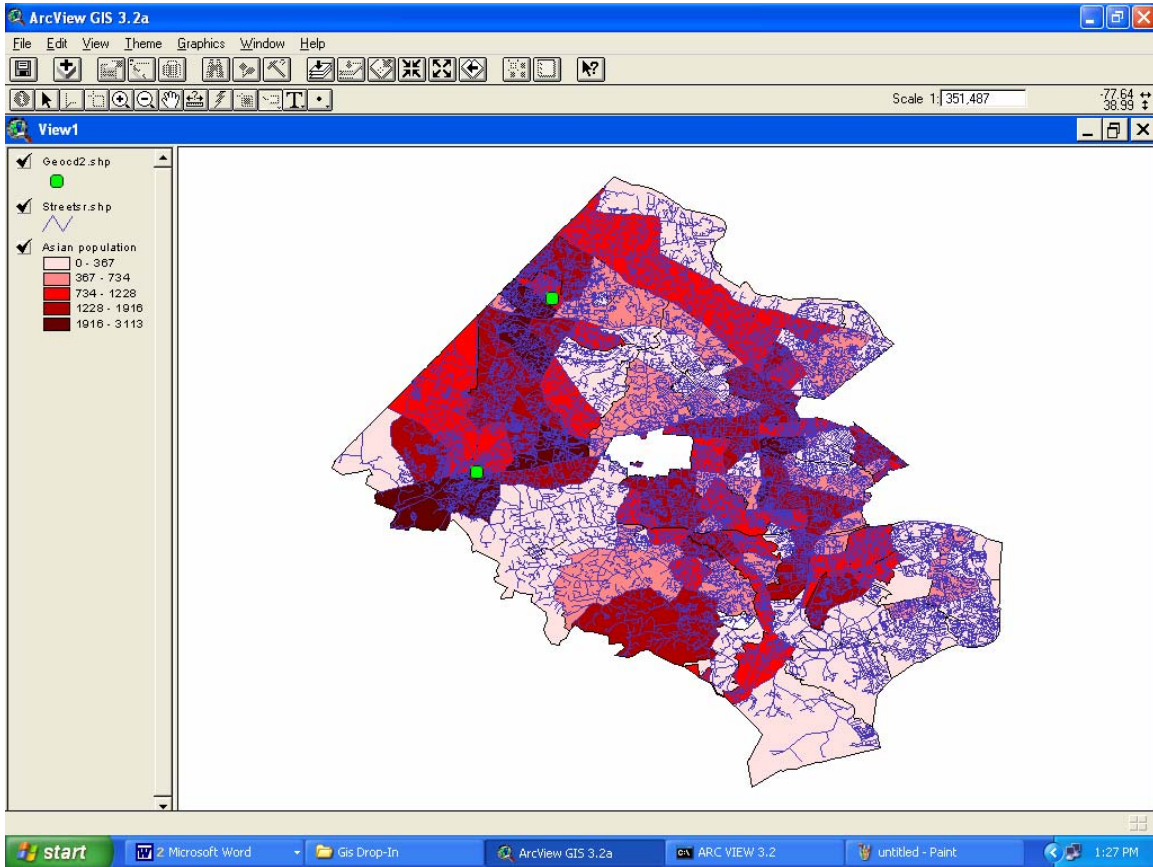 ArcView GIS 3.2a
File Edit View Theme Graphics Window Help
T
Scale 1: 351,487
-77.64
38.99
View1
Geocd2.shp
Streetsr.shp
Asian population
0 - 367
367 - 734
734 - 1228
1228 - 1916
1916 - 3113
start
2 Microsoft Word
Gis Drop-In
ArcView GIS 3.2a
ARC VIEW 3.2
untitled - Paint
1:27 PM